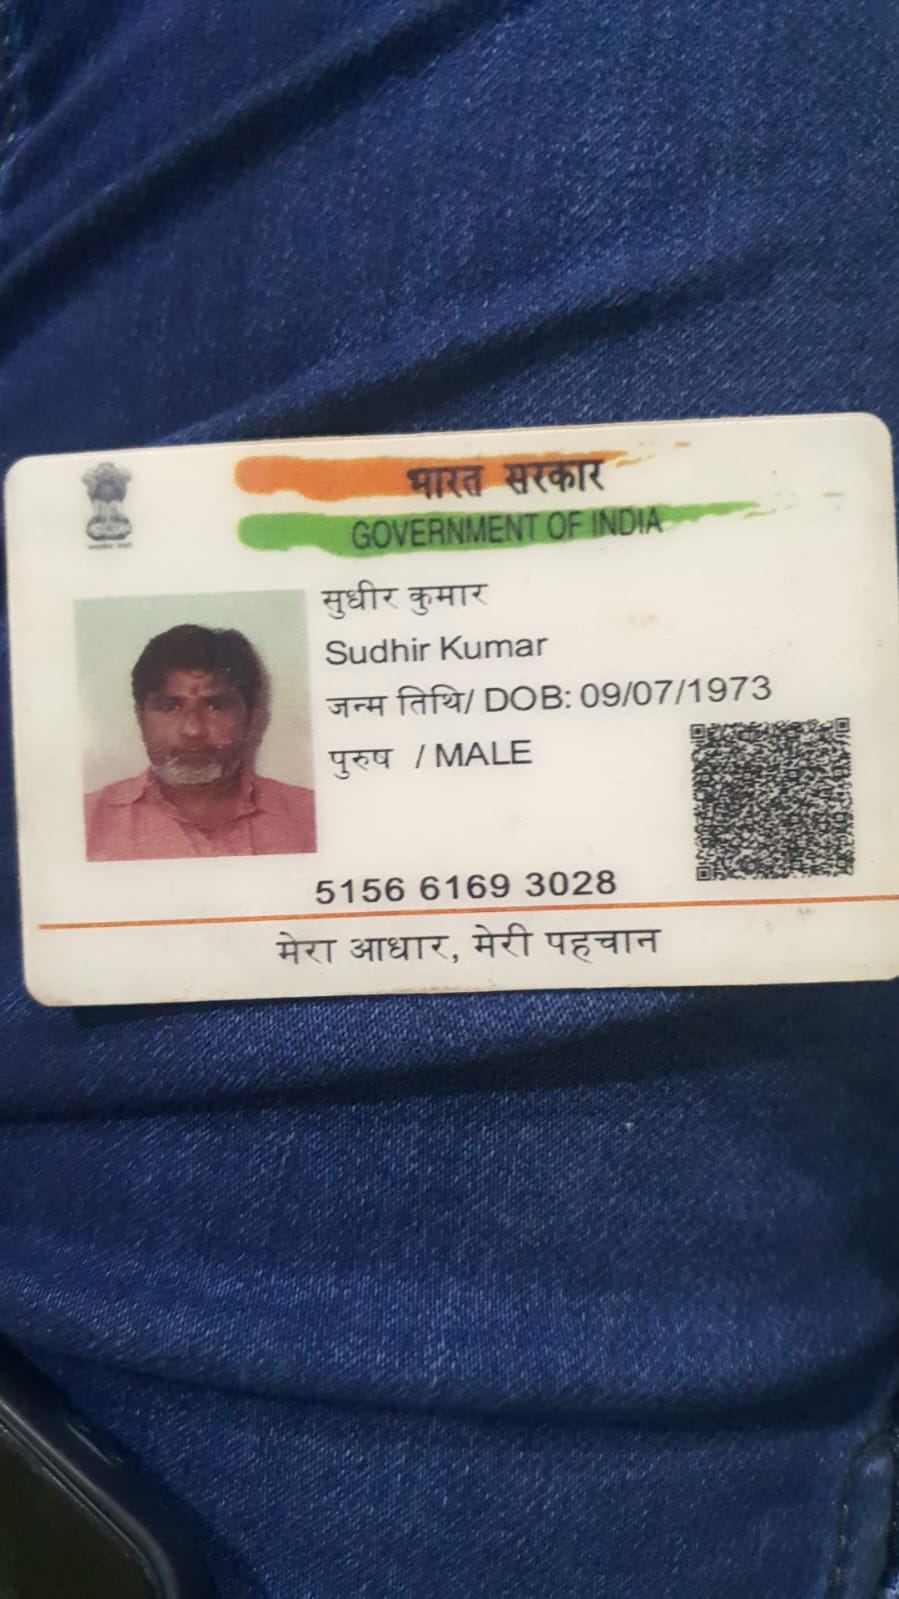 भारत सरकार
GOVERNMENT OF INDIA
सुधीर कुमार
Sudhir Kumar
जन्म तिथि/ DOB: 09/07/1973
पुरुष / MALE
5156 6169 3028
मेरा आधार, मेरी पहचान